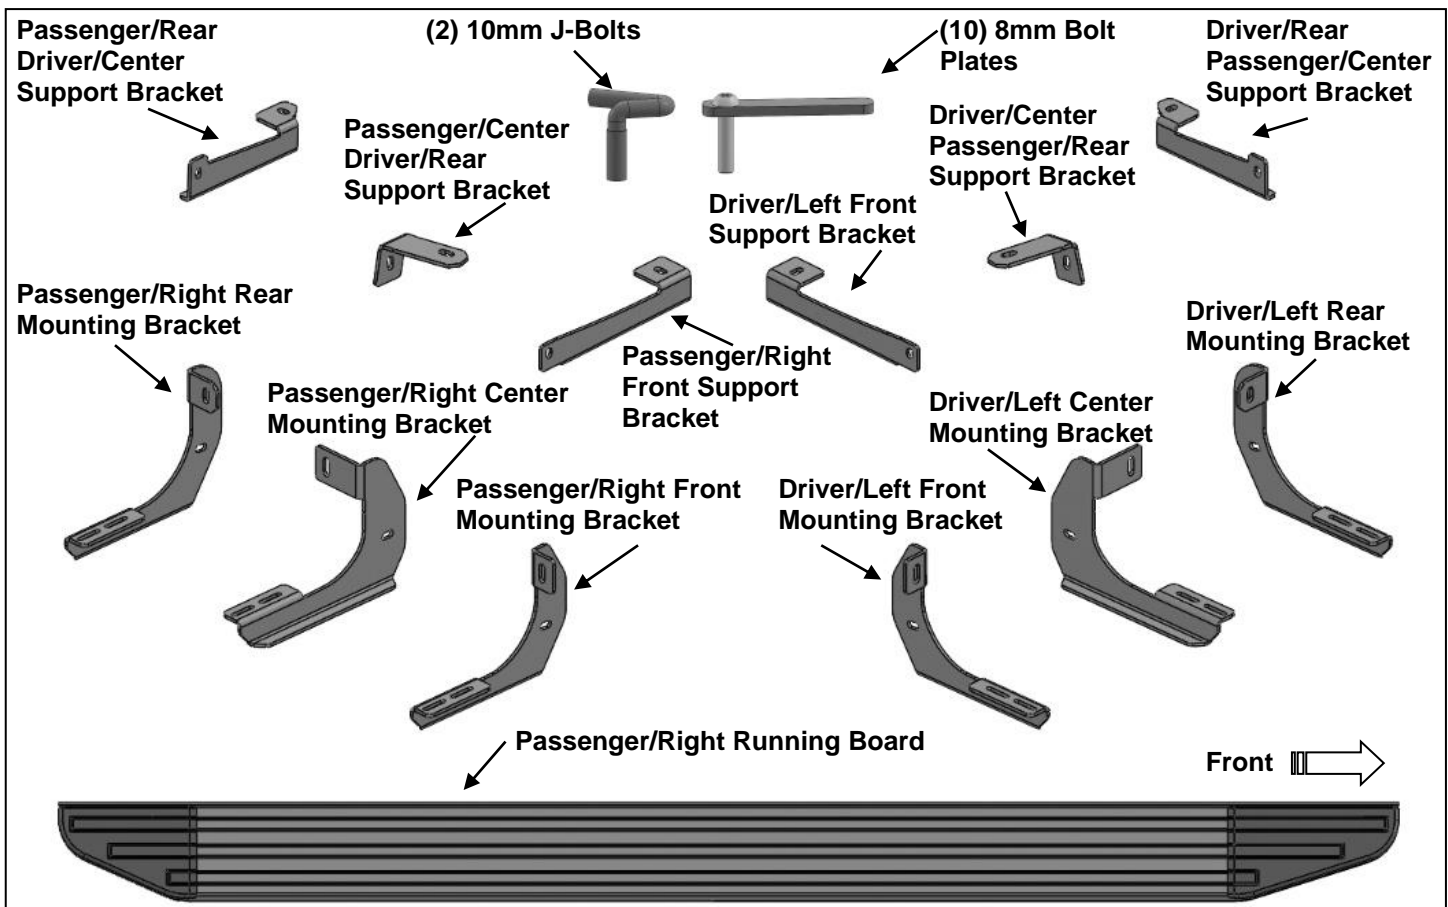 Passenger/Rear
Driver/Center
Support Bracket
(2) 10mm J-Bolts
(10) 8mm Bolt
Plates
Driver/Rear
Passenger/Center
Support Bracket
Passenger/Center
Driver/Rear
Support Bracket
Driver/Center
Passenger/Rear
Support Bracket
Driver/Left Front
Support Bracket
Passenger/Right Rear
Mounting Bracket
Passenger/Right
Front Support
Bracket
Driver/Left Rear
Mounting Bracket
Passenger/Right Center
Mounting Bracket
Driver/Left Center
Mounting Bracket
Passenger/Right Front
Mounting Bracket
Driver/Left Front
Mounting Bracket
Passenger/Right Running Board
Front